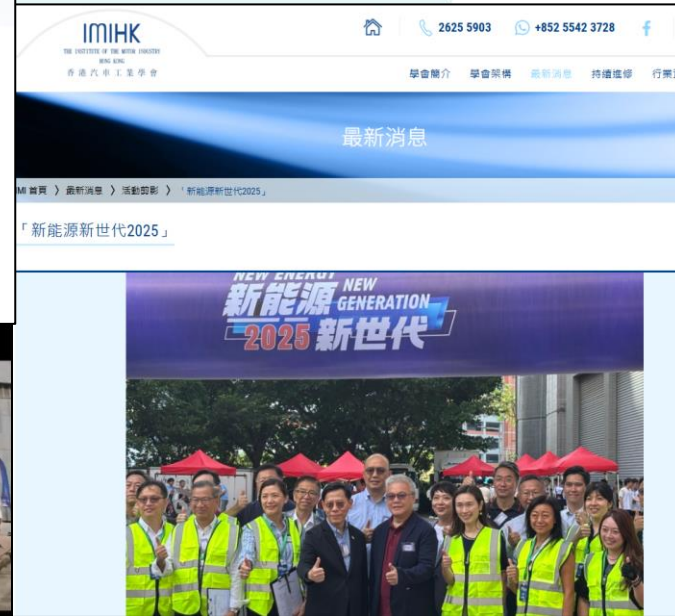 IMIHK
THE INSTITUTE OF THE MOTOR INDUSTRY
HONG KONG
香港汽車工業學會
2625 5903
+852 5542 3728
學會簡介 學會架構 最新消息 持續進修 行業
最新消息
MI 首頁 》 最新消息 》 活動剪影 》 「新能源新世代2025」
「新能源新世代2025」
NEW ENERGY
新能源 NEW GENERATION
2025 新世代